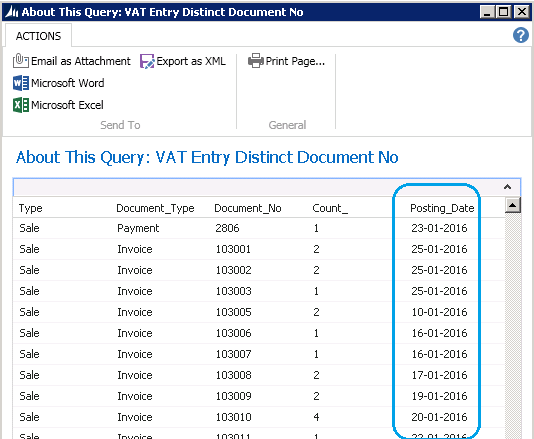 About This Query: VAT Entry Distinct Document No
ACTIONS
Email as Attachment Export as XML Print Page...
Microsoft Word
Microsoft Excel
Send To General
About This Query: VAT Entry Distinct Document No
Type Document_Type Document_No Count_ Posting_Date
Sale Payment 2806 1 23-01-2016
Sale Invoice 103001 2 25-01-2016
Sale Invoice 103002 2 25-01-2016
Sale Invoice 103003 1 25-01-2016
Sale Invoice 103005 2 10-01-2016
Sale Invoice 103006 1 16-01-2016
Sale Invoice 103007 1 16-01-2016
Sale Invoice 103008 2 17-01-2016
Sale Invoice 103009 2 19-01-2016
Sale Invoice 103010 4 20-01-2016
Sale Invoice 103011 1 22-01-2016